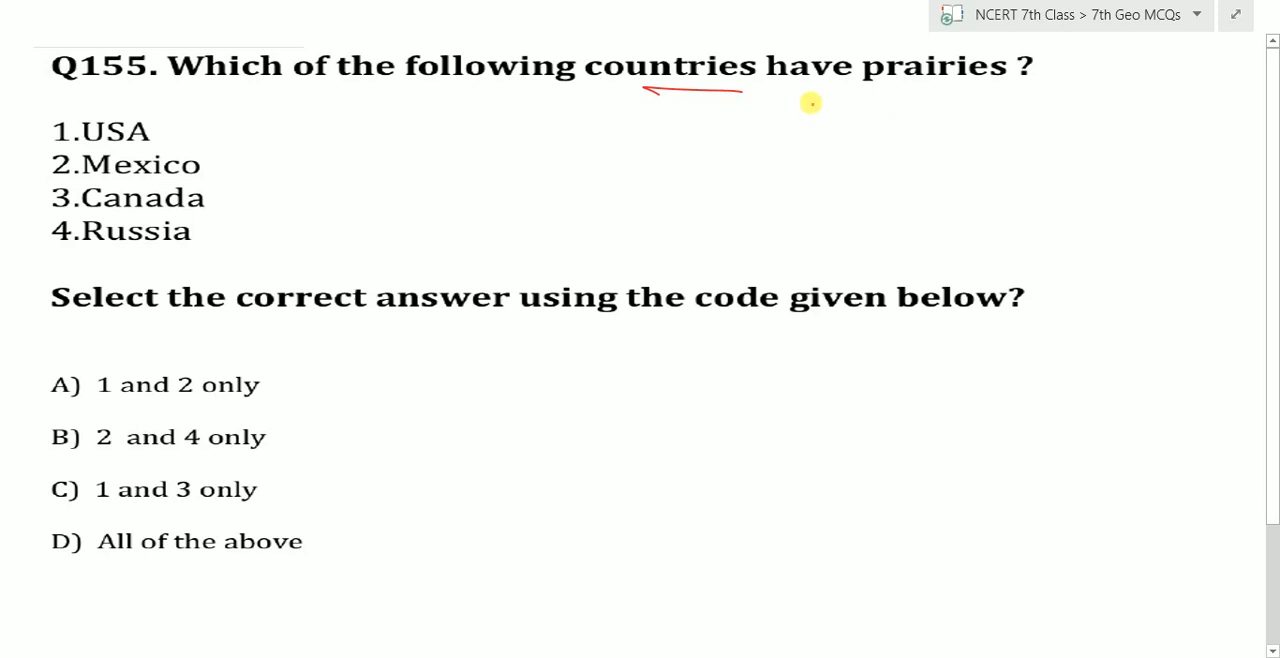 NCERT 7th Class > 7th Geo MCQs
Q155. Which of the following countries have prairies ?
1.USA
2.Mexico
3.Canada
4.Russia
Select the correct answer using the code given below?
A) 1 and 2 only
B) 2 and 4 only
C) 1 and 3 only
D) All of the above